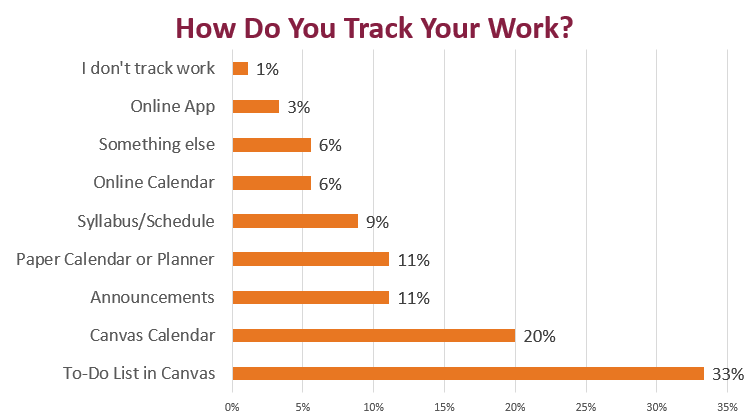 How Do You Track Your Work?
I don't track work 1%
Online App 3%
Something else 6%
Online Calendar 6%
Syllabus/Schedule 9%
Paper Calendar or Planner 11%
Announcements 11%
Canvas Calendar 20%
To-Do List in Canvas 33%
0% 5% 10% 15% 20% 25% 30% 35%